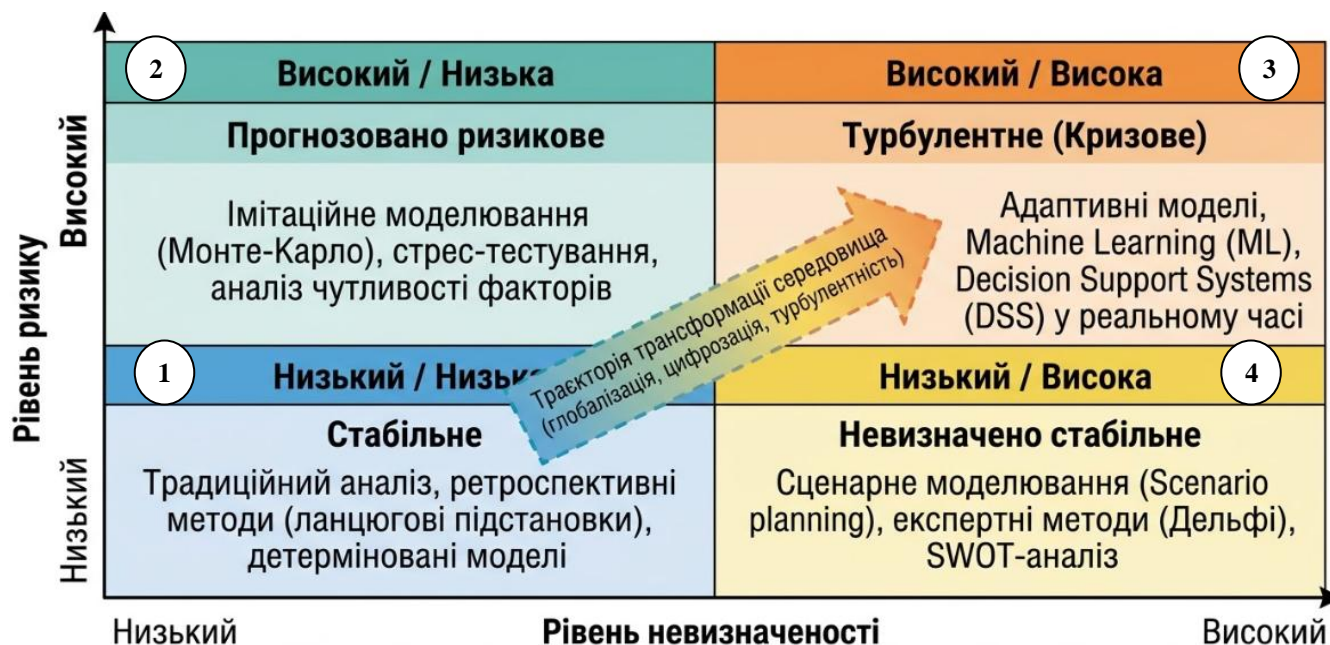 2
Високий / Низька
Високий / Висока
3
Прогнозовано ризикове
Турбулентне (Кризове)
Імітаційне моделювання
(Монте-Карло), стрес-тестування,
аналіз чутливості факторів
Адаптивні моделі,
Machine Learning (ML),
Decision Support Systems
(DSS) у реальному часі
Траєкторія трансформації середовища
(глобалізація, цифрозація, турбулентність)
1
Низький / Низька
Низький / Висока
4
Стабільне
Невизначено стабільне
Традиційний аналіз, ретроспективні
методи (ланцюгові підстановки),
детерміновані моделі
Сценарне моделювання (Scenario
planning), експертні методи (Дельфі),
SWOT-аналіз
Рівень ризику
Високий
Низький
Низький
Рівень невизначеності
Високий